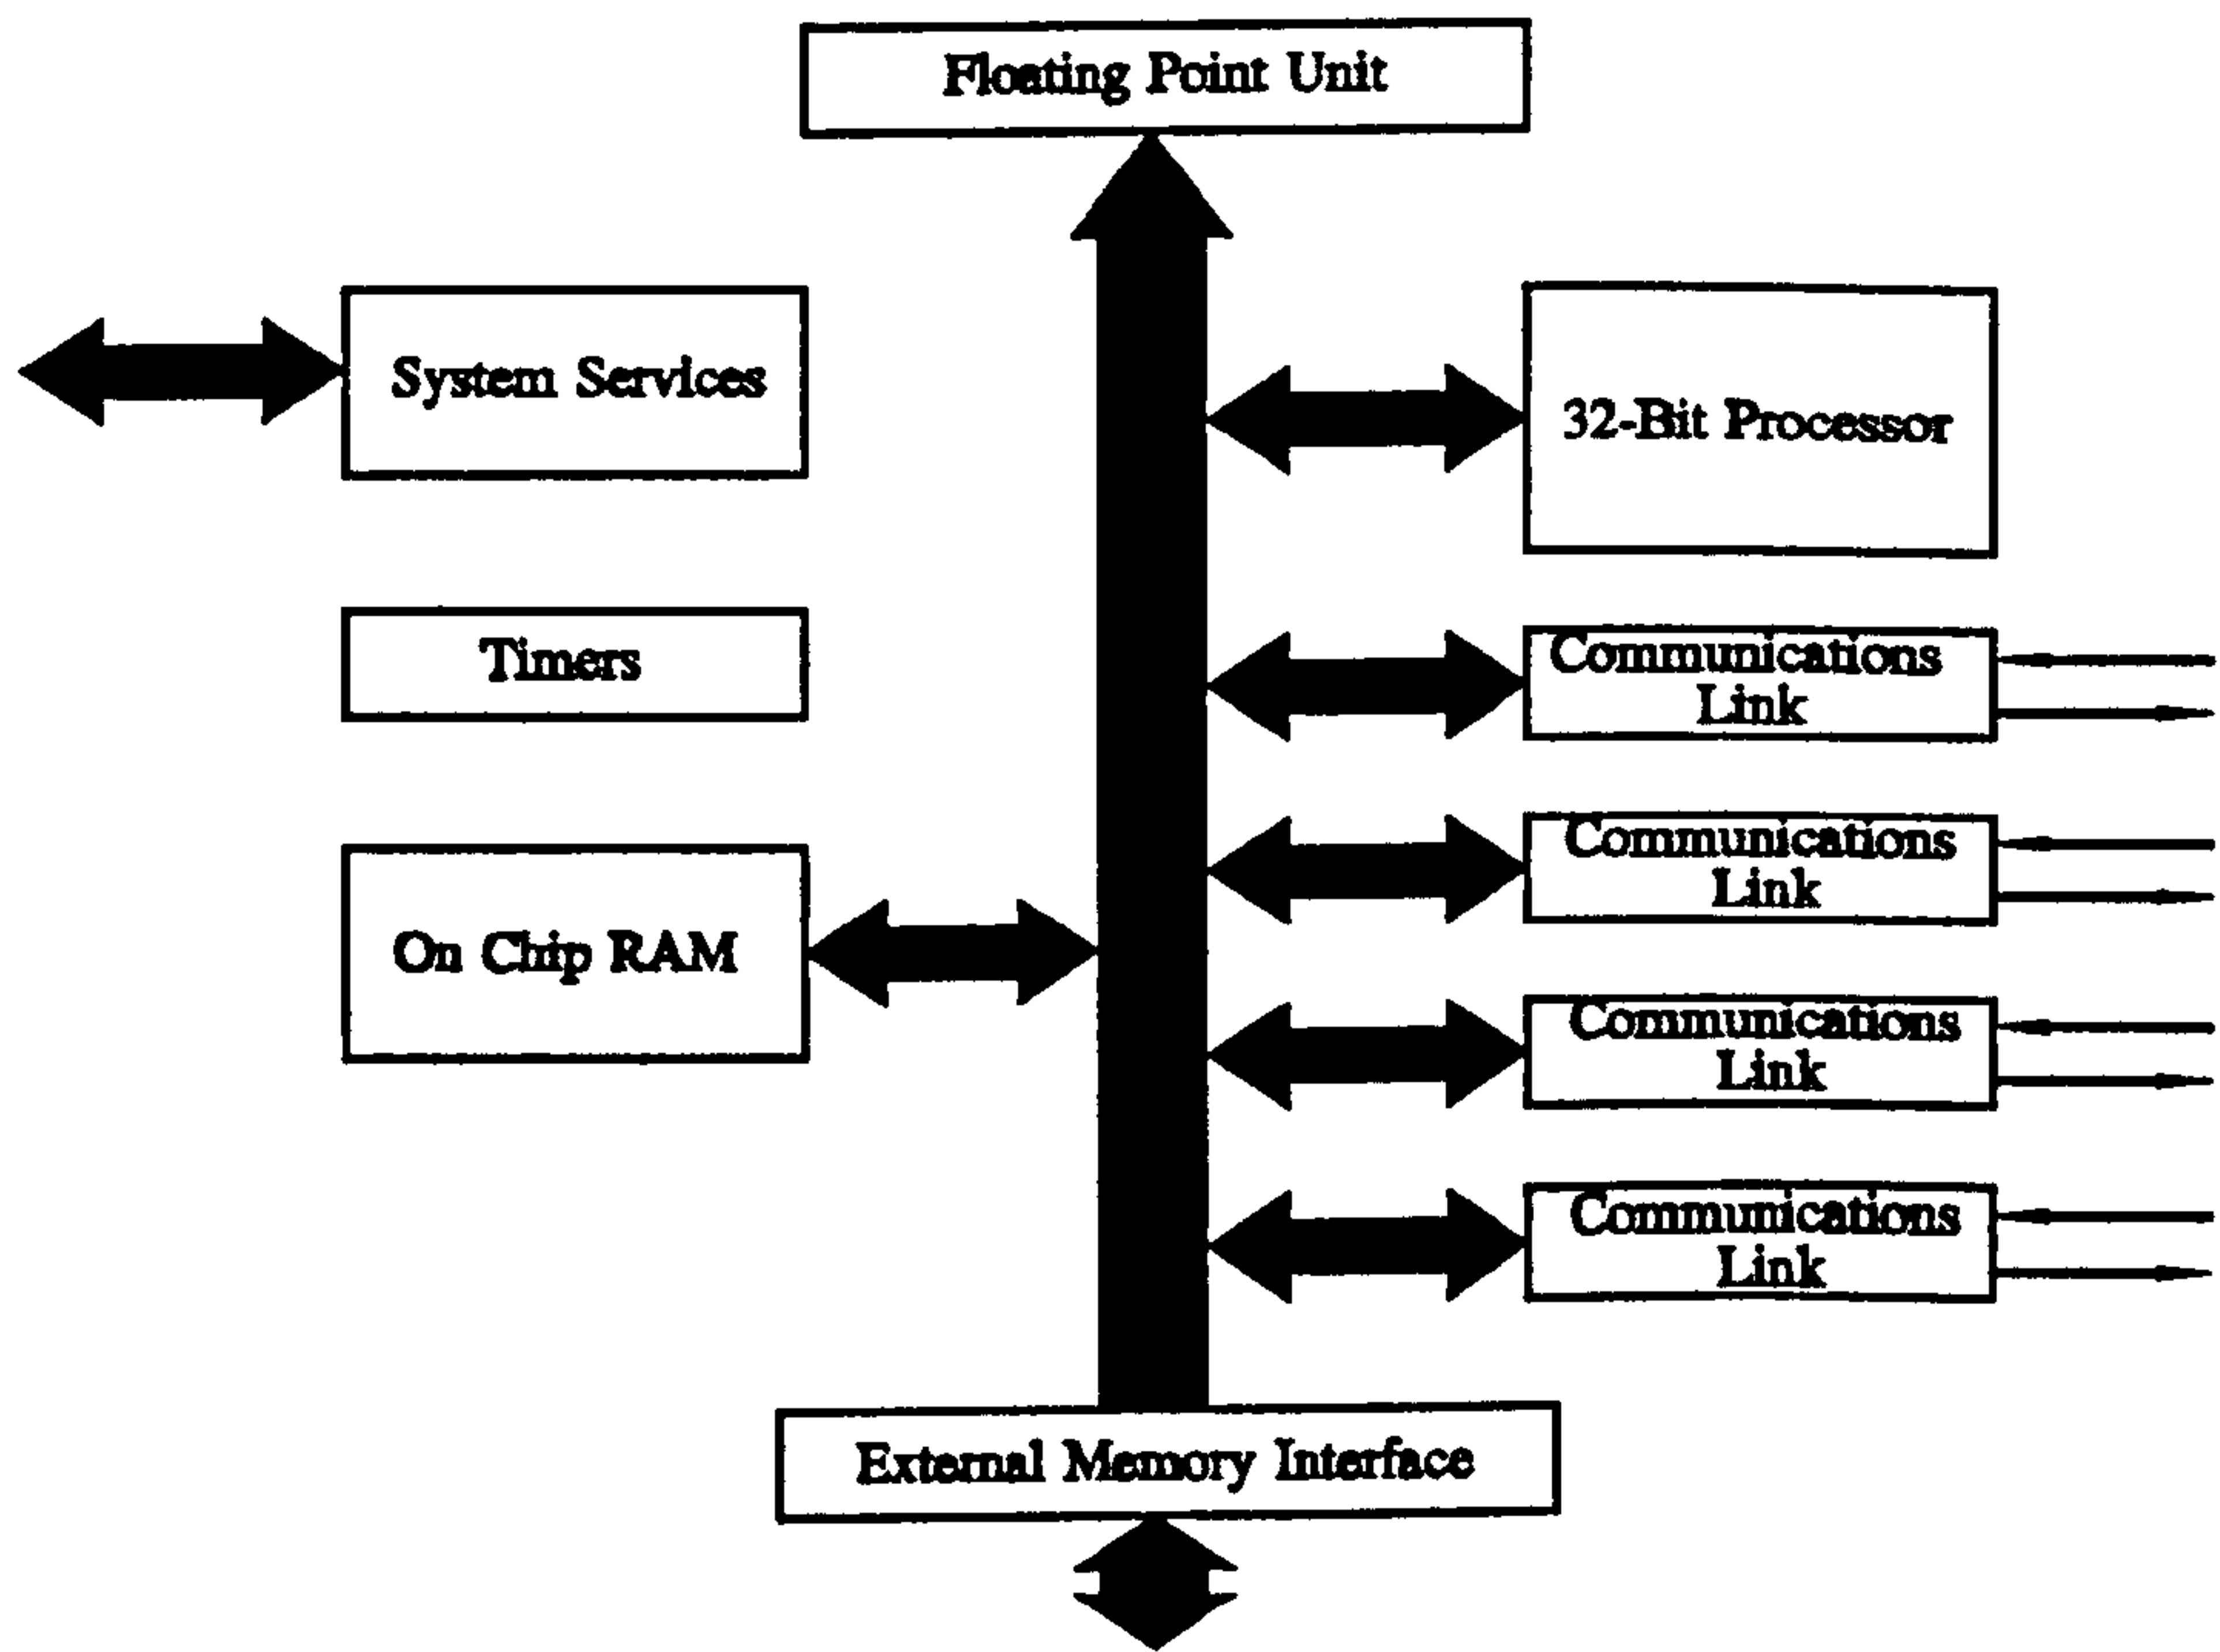 Floating Point Unit
System Services
32-Bit Processor
Timers
Communications
Link
Communications
Link
On Chip RAM
Communications
Link
Communications
Link
External Memory Interface